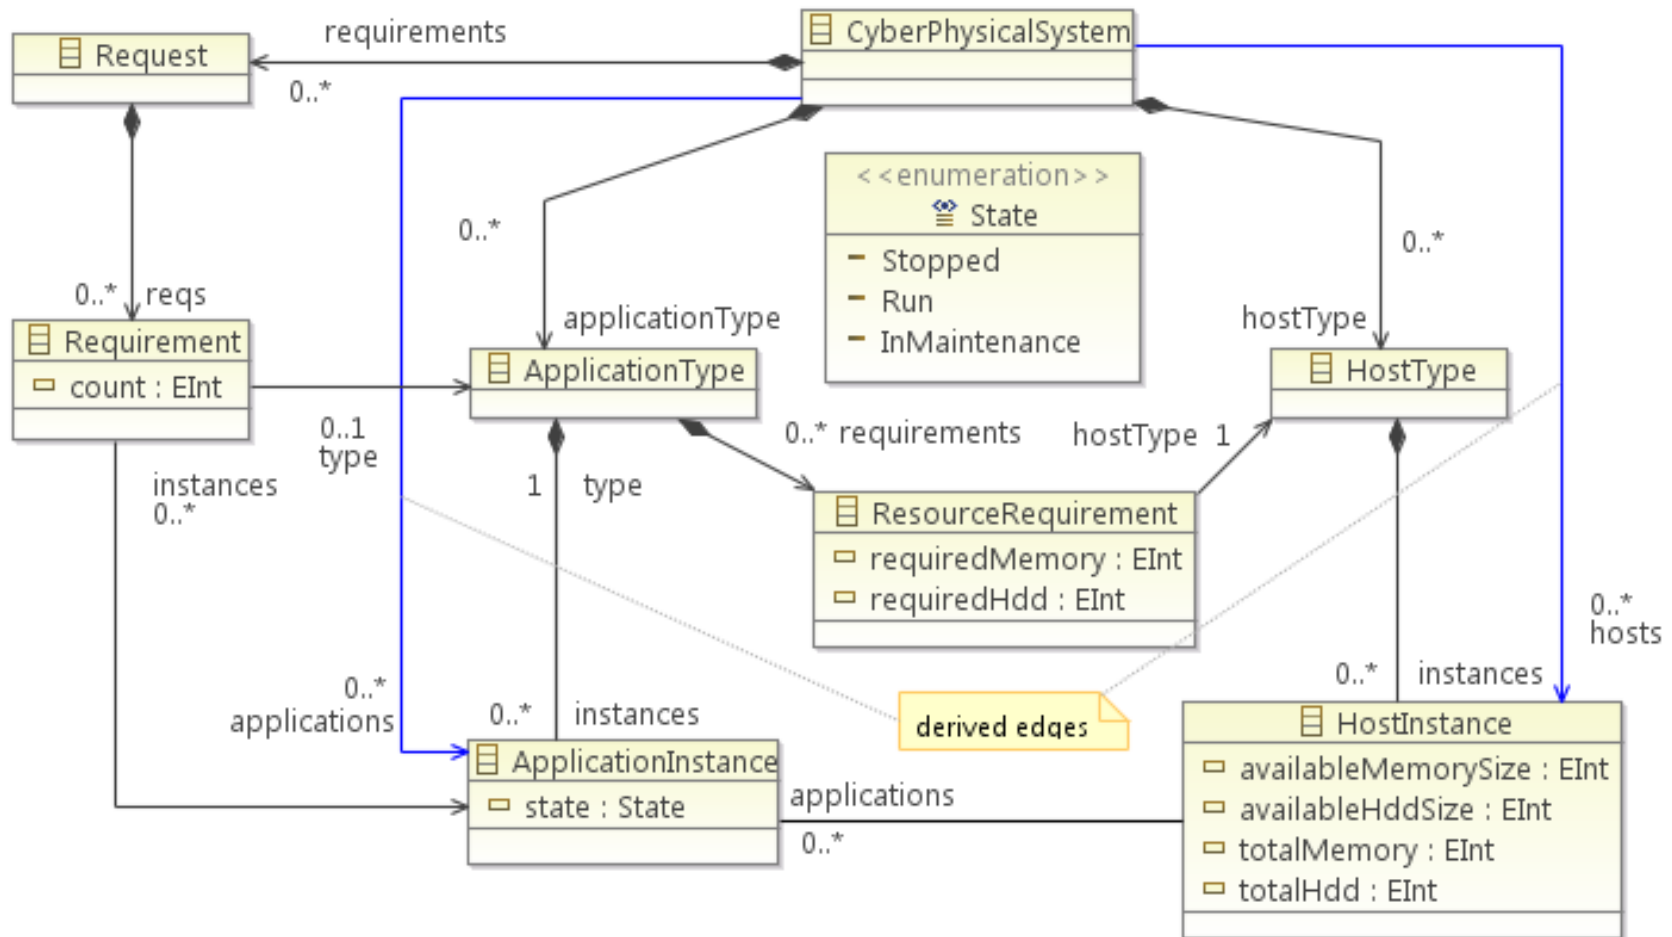 requirements
CyberPhysicalSystem
Request
0..*
<<enumeration>>
State
Stopped
Run
InMaintenance
0..*
0..*
0..* reqs
applicationType
hostType
Requirement
count : EInt
ApplicationType
HostType
0..1
type
0..* requirements
hostType 1
instances
0..*
1 type
ResourceRequirement
requiredMemory : EInt
requiredHdd : EInt
0..*
hosts
0..*
applications
0..* instances
0..* instances
derived edges
HostInstance
availableMemorySize : EInt
availableHddSize : EInt
totalMemory : EInt
totalHdd : EInt
ApplicationInstance
state : State
applications
0..*